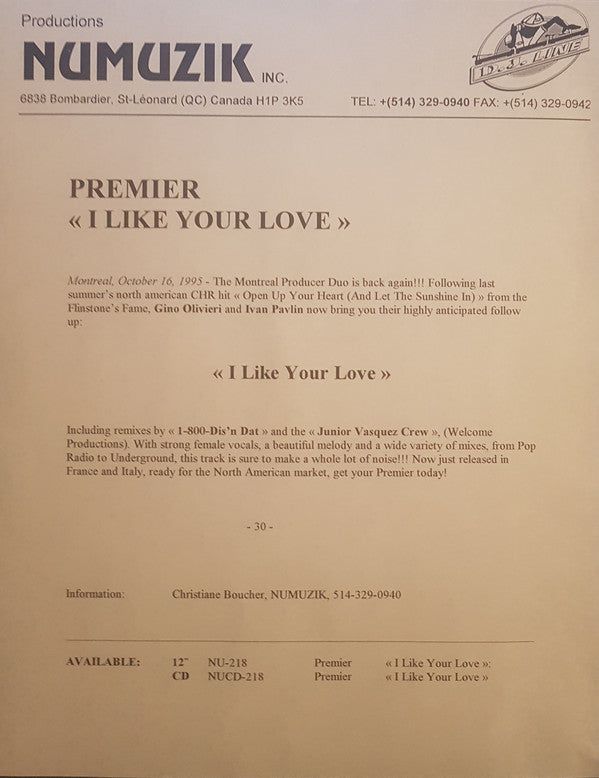 Productions
NUMUZIK INC.
D.J. LINE
6838 Bombardier, St-Léonard (QC) Canada H1P 3K5 TEL: +(514) 329-0940 FAX: +(514) 329-0942
PREMIER
« I LIKE YOUR LOVE »
Montreal, October 16, 1995 - The Montreal Producer Duo is back again!!! Following last
summer's north american CHR hit « Open Up Your Heart (And Let The Sunshine In) » from the
Flinstone's Fame, Gino Olivieri and Ivan Pavlin now bring you their highly anticipated follow
up:
« I Like Your Love »
Including remixes by « 1-800-Dis'n Dat » and the « Junior Vasquez Crew », (Welcome
Productions). With strong female vocals, a beautiful melody and a wide variety of mixes, from Pop
Radio to Underground, this track is sure to make a whole lot of noise!!! Now just released in
France and Italy, ready for the North American market, get your Premier today!
- 30 -
Information: Christiane Boucher, NUMUZIK, 514-329-0940
AVAILABLE: 12" NU-218 Premier « I Like Your Love »:
CD NUCD-218 Premier « I Like Your Love »